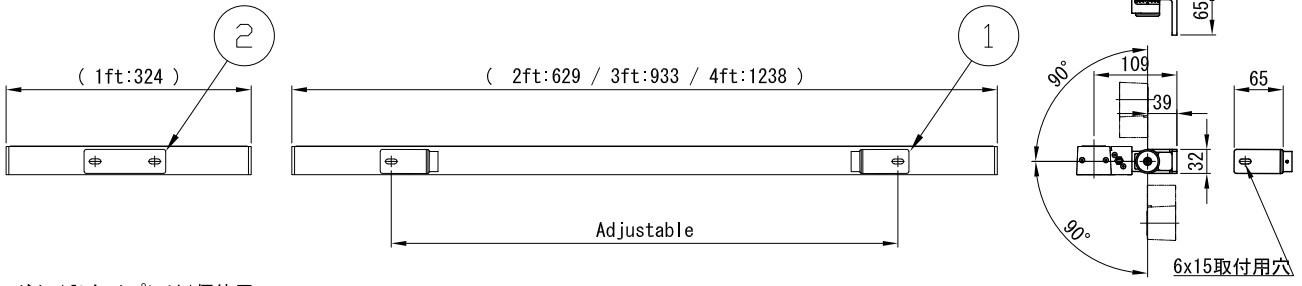 65
( 1ft:324 )
2
( 2ft:629 / 3ft:933 / 4ft:1238 )
1
90°
109
39
32
65
Adjustable
90°
6x15取付用穴